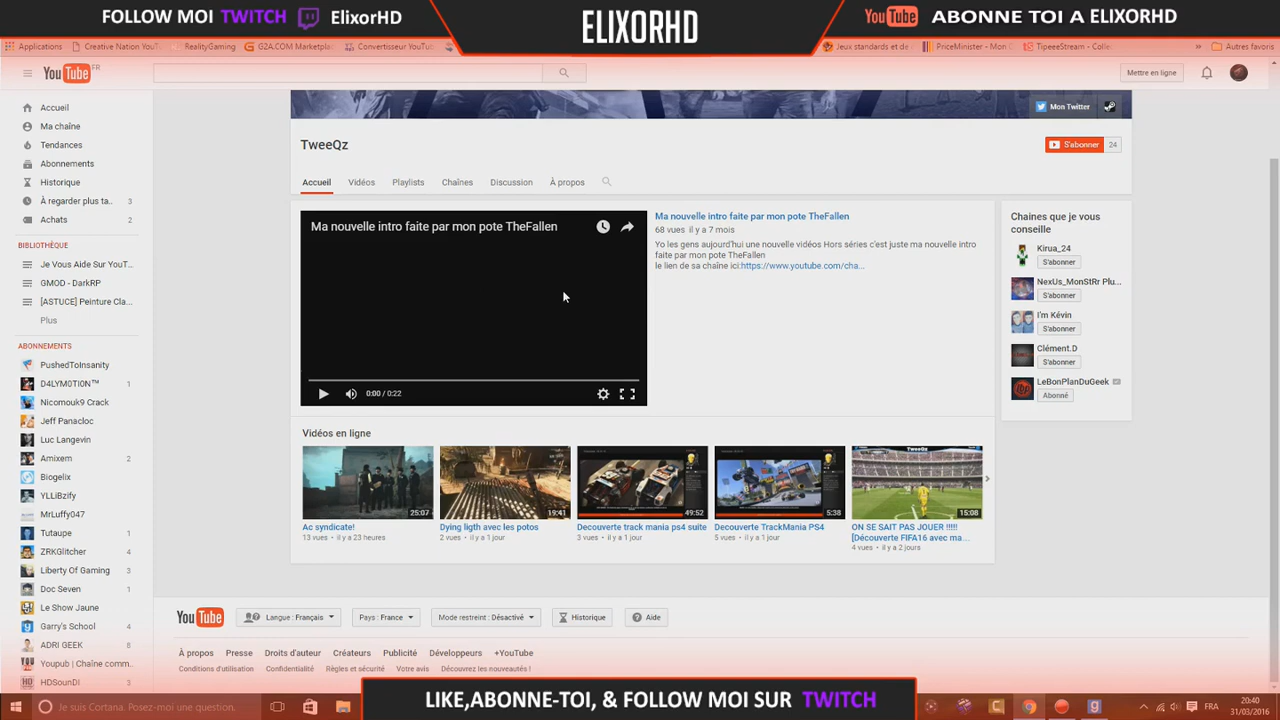 FOLLOW MOI TWITCH ElixorHD
ELIXORHD
YouTube ABONNE TOI A ELIXORHD
Applications
Creative Nation YouT
RealityGaming
G2A.COM Marketpla
Convertisseur YouTub
Jeux standards et de
PriceMinister - Mon
TipeeeStream - Colle
Autres favoris
YouTube FR
Mettre en ligne
Accueil
Ma chaîne
Tendances
Abonnements
Historique
À regarder plus ta.. 3
Achats 2
BIBLIOTHÈQUE
Je Vous Aide Sur YouT...
GMOD - DarkRP
[ASTUCE] Peinture Cla...
Plus
ABONNEMENTS
PushedToInsanity
D4LYM0TI0N™ 1
Nicomouk9 Crack
Jeff Panacloc
Luc Langevin
Amixem 2
Biogelix
YLLiBzify
MrLuffy047
Tutaupe 1
ZRKGlitcher 1
Liberty Of Gaming 3
Doc Seven 1
Le Show Jaune
Garry's School 4
ADRI GEEK 8
Youpub | Chaîne comm...
HDSounDI 3
Mon Twitter
TweeQz
S'abonner 24
Accueil Vidéos Playlists Chaînes Discussion À propos
Ma nouvelle intro faite par mon pote TheFallen
0:00 / 0:22
Ma nouvelle intro faite par mon pote TheFallen
68 vues il y a 7 mois
Yo les gens aujourd'hui une nouvelle vidéos Hors séries c'est juste ma nouvelle intro
faite par mon pote TheFallen
le lien de sa chaîne ici:https://www.youtube.com/cha...
Chaines que je vous
conseille
Kirua_24
S'abonner
NexUs_MonStRr Plu...
S'abonner
I'm Kévin
S'abonner
Clément.D
S'abonner
LeBonPlanDuGeek
Abonné
Vidéos en ligne
25:07
Ac syndicate!
13 vues • il y a 23 heures
19:41
Dying ligth avec les potos
2 vues • il y a 1 jour
49:52
Decouverte track mania ps4 suite
3 vues • il y a 1 jour
5:38
Decouverte TrackMania PS4
5 vues • il y a 1 jour
TweeQz
15:08
ON SE SAIT PAS JOUER !!!!!
[Découverte FIFA16 avec ma...
4 vues • il y a 2 jours
YouTube
Langue : Français
Pays : France
Mode restreint : Désactivé
Historique
Aide
À propos Presse Droits d'auteur Créateurs Publicité Développeurs +YouTube
Conditions d'utilisation Confidentialité Règles et sécurité Votre avis Découvrez les nouveautés !
LIKE,ABONNE-TOI, & FOLLOW MOI SUR TWITCH
Je suis Cortana. Posez-moi une question.
FRA
20:40
31/03/2016